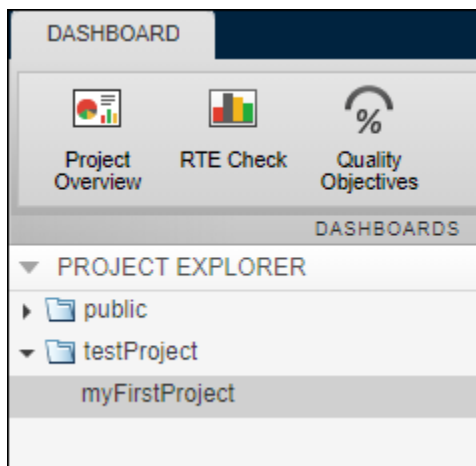 DASHBOARD
Project Overview
RTE Check
Quality Objectives
DASHBOARDS
PROJECT EXPLORER
public
testProject
myFirstProject